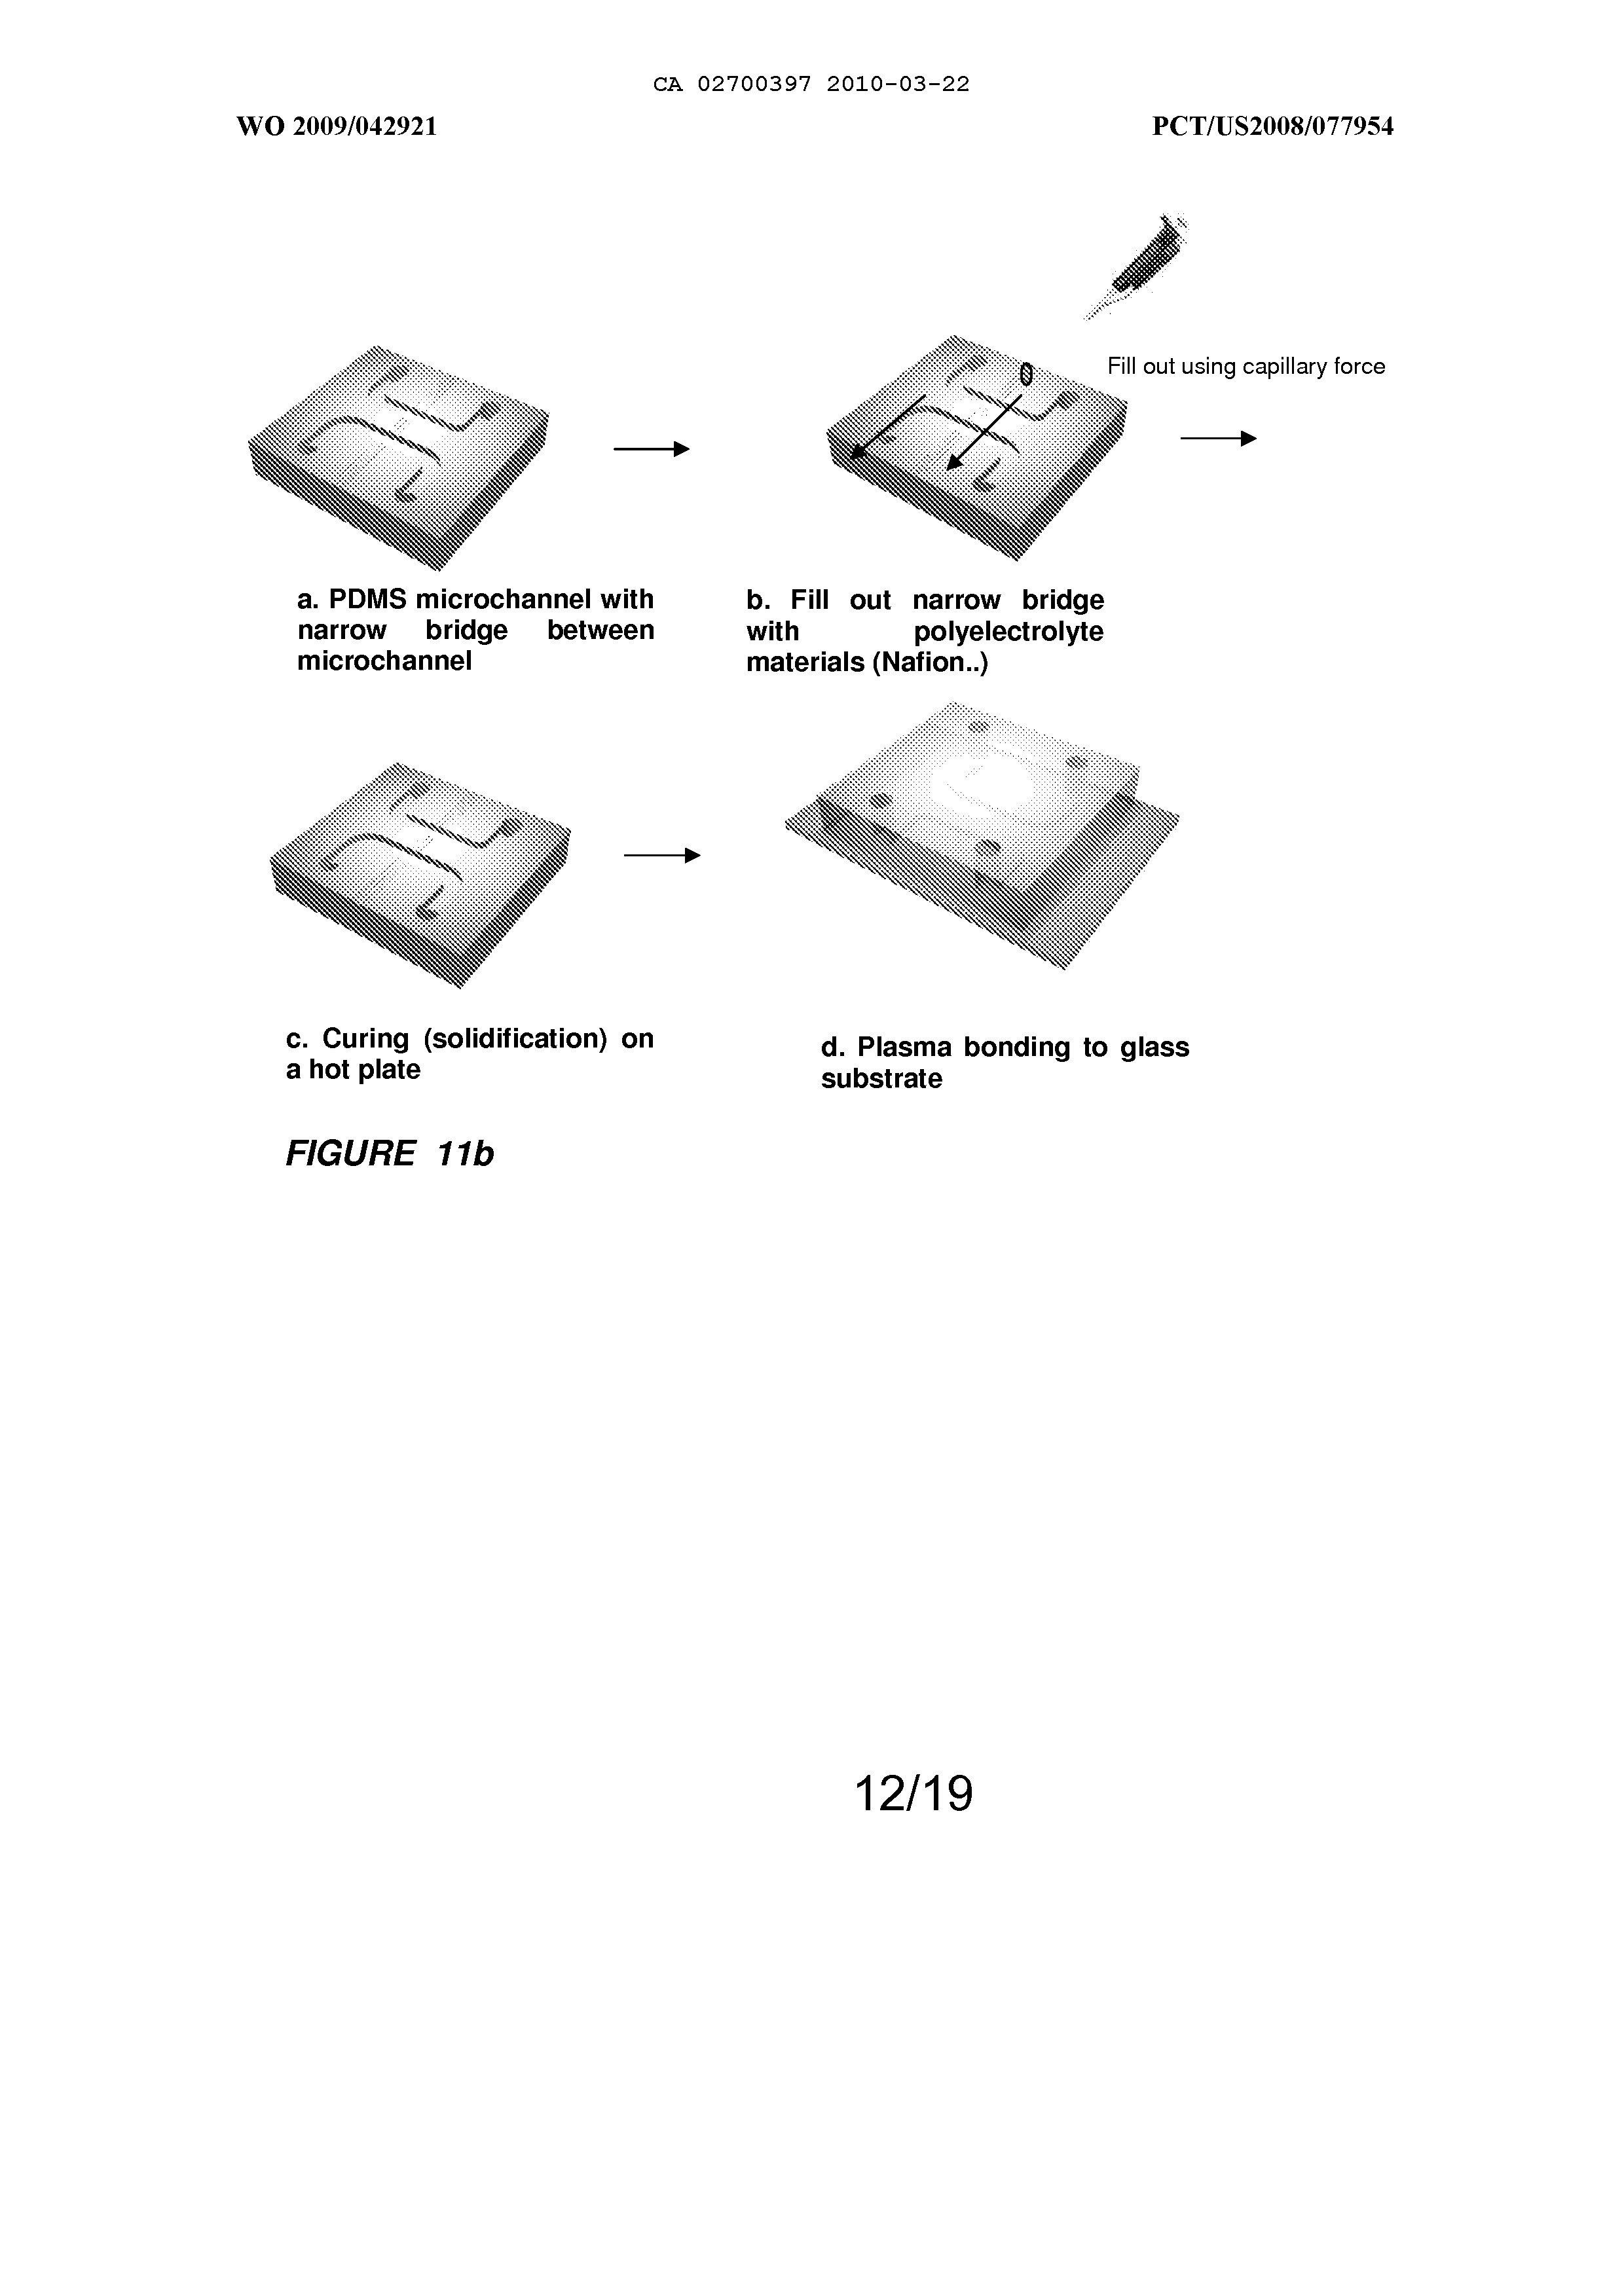 CA 02700397 2010-03-22
WO 2009/042921
PCT/US2008/077954
0
Fill out using capillary force
a. PDMS microchannel with
narrow bridge between
microchannel
b. Fill out narrow bridge
with polyelectrolyte
materials (Nafion..)
c. Curing (solidification) on
a hot plate
d. Plasma bonding to glass
substrate
FIGURE 11b
12/19